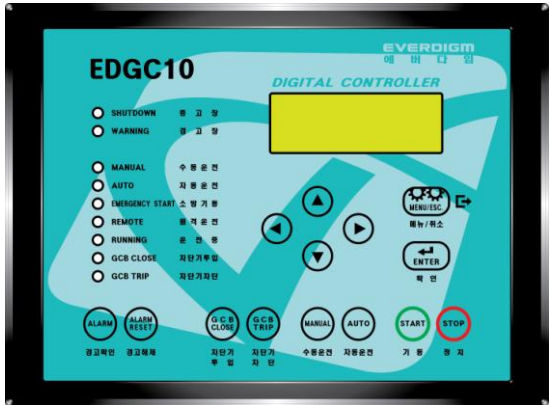 EVERDIGM
에 버 다 임
EDGC10
DIGITAL CONTROLLER
SHUTDOWN 중 고 장
WARNING 경 고 장
MANUAL 수 동 운 전
AUTO 자 동 운 전
EMERGENCY START 소 방 기 동
REMOTE 원 격 운 전
RUNNING 운 전 중
GCB CLOSE 차단기투입
GCB TRIP 차단기차단
MENU/ESC.
메뉴/취소
ENTER
확 인
ALARM
경고확인
ALARM
RESET
경고해제
GCB
CLOSE
차단기
투 입
GCB
TRIP
차단기
차 단
MANUAL
수동운전
AUTO
자동운전
START
기 동
STOP
정 지